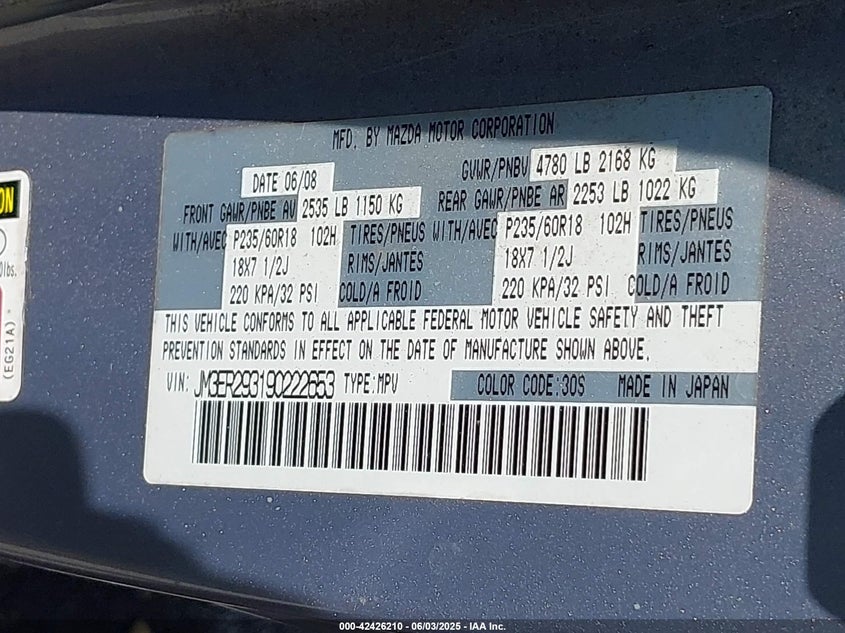 MFD. BY MAZDA MOTOR CORPORATION
DATE 06/08 GVWR/PNBV 4780 LB 2168 KG
FRONT GAWR/PNBE AV 2535 LB 1150 KG REAR GAWR/PNBE AR 2253 LB 1022 KG
WITH/AVEC P235/60R18 102H TIRES/PNEUS WITH/AVEC P235/60R18 102H TIRES/PNEUS
18X7 1/2J RIMS/JANTES 18X7 1/2J RIMS/JANTES
220 KPA/32 PSI COLD/A FROID 220 KPA/32 PSI COLD/A FROID
THIS VEHICLE CONFORMS TO ALL APPLICABLE FEDERAL MOTOR VEHICLE SAFETY AND THEFT
PREVENTION STANDARDS IN EFFECT ON THE DATE OF MANUFACTURE SHOWN ABOVE.
VIN: JM3ER293190222653 TYPE:MPV COLOR CODE:30S MADE IN JAPAN
ON
0lbs.
(EG21A)
000-42426210 - 06/03/2025 - IAA Inc.